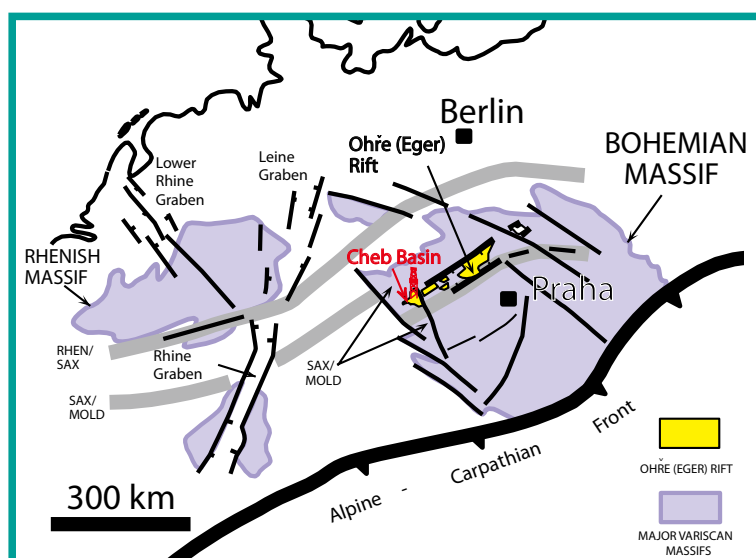 Berlin
Ohře (Eger)
Rift
BOHEMIAN
MASSIF
Lower
Rhine
Graben
Leine
Graben
RHENISH
MASSIF
Cheb Basin
Praha
RHEN/
SAX
Rhine
Graben
SAX/
MOLD
SAX/
MOLD
Alpine - Carpathian Front
300 km
OHŘE (EGER) RIFT
MAJOR VARISCAN
MASSIFS